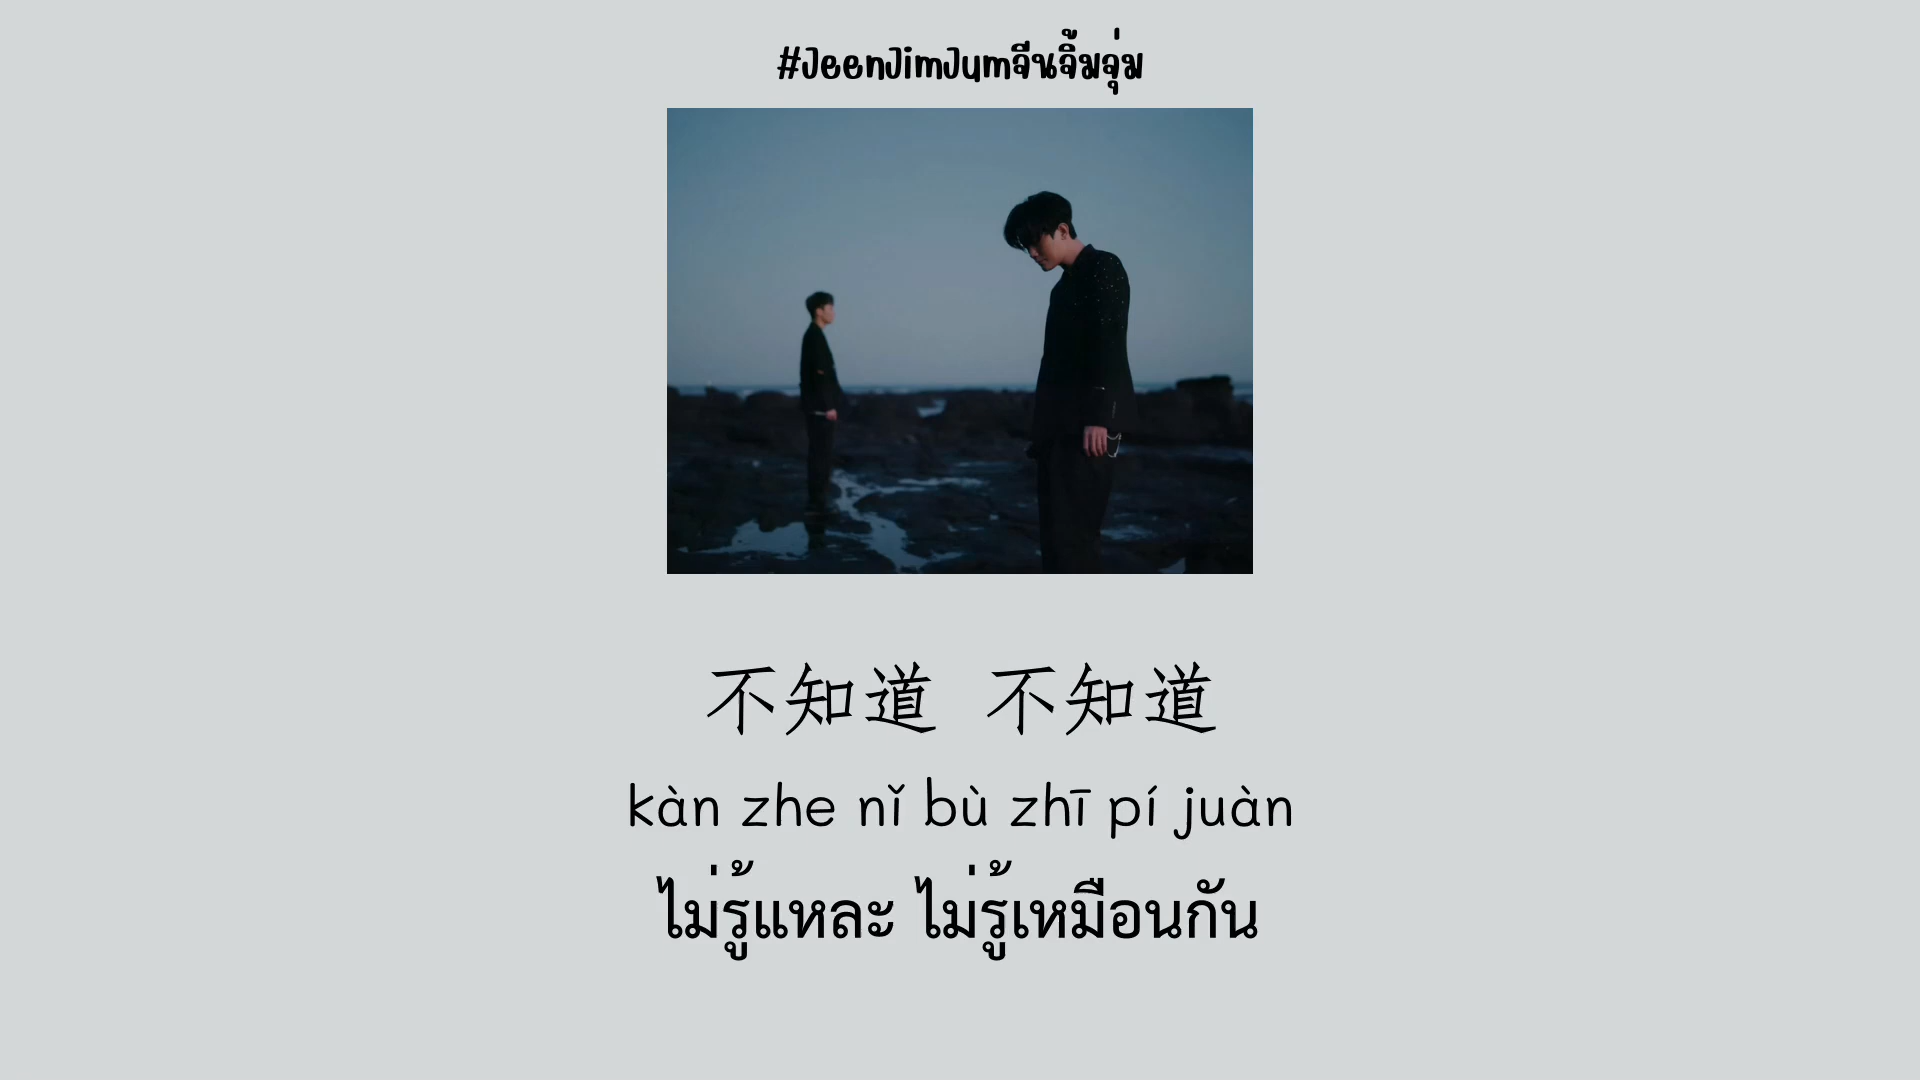 #JeenJimJumจีนจิ้มจุ่ม
不知道 不知道
kàn zhe nǐ bù zhī pí juàn
ไม่รู้แหละ ไม่รู้เหมือนกัน